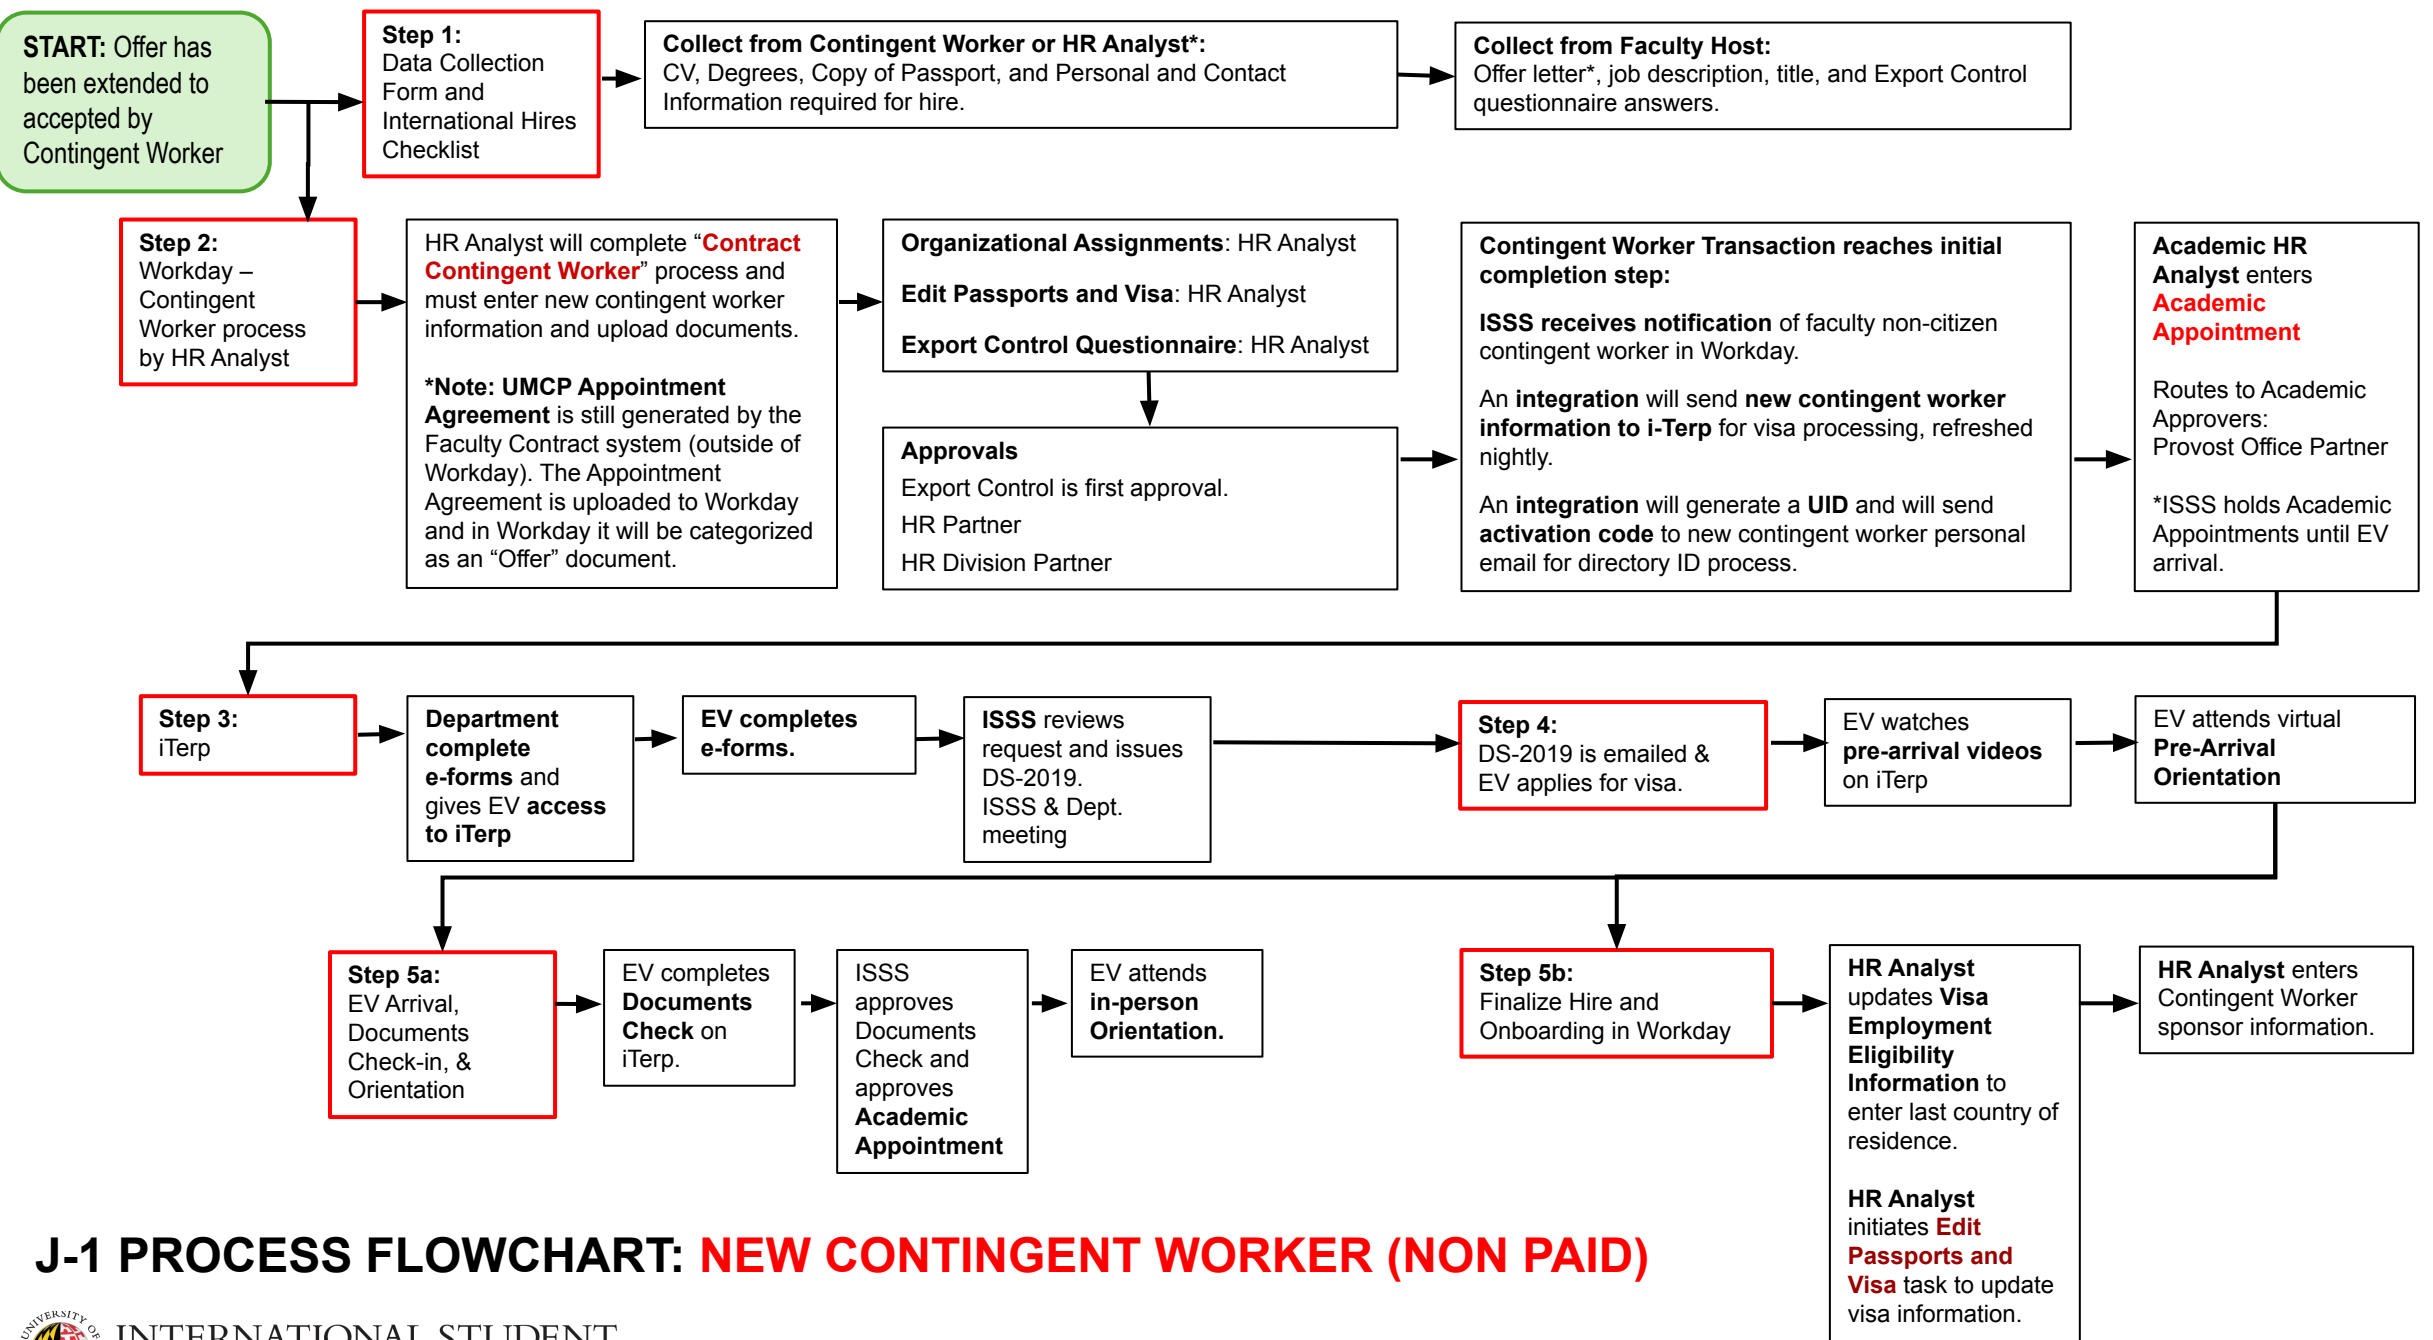 START: Offer has
been extended to
accepted by
Contingent Worker
Step 1:
Data Collection
Form and
International Hires
Checklist
Collect from Contingent Worker or HR Analyst*:
CV, Degrees, Copy of Passport, and Personal and Contact
Information required for hire.
Collect from Faculty Host:
Offer letter*, job description, title, and Export Control
questionnaire answers.
Step 2:
Workday –
Contingent
Worker process
by HR Analyst
HR Analyst will complete “Contract
Contingent Worker” process and
must enter new contingent worker
information and upload documents.
*Note: UMCP Appointment
Agreement is still generated by the
Faculty Contract system (outside of
Workday). The Appointment
Agreement is uploaded to Workday
and in Workday it will be categorized
as an “Offer” document.
Organizational Assignments: HR Analyst
Edit Passports and Visa: HR Analyst
Export Control Questionnaire: HR Analyst
Approvals
Export Control is first approval.
HR Partner
HR Division Partner
Contingent Worker Transaction reaches initial
completion step:
ISSS receives notification of faculty non-citizen
contingent worker in Workday.
An integration will send new contingent worker
information to i-Terp for visa processing, refreshed
nightly.
An integration will generate a UID and will send
activation code to new contingent worker personal
email for directory ID process.
Academic HR
Analyst enters
Academic
Appointment
Routes to Academic
Approvers:
Provost Office Partner
*ISSS holds Academic
Appointments until EV
arrival.
Step 3:
iTerp
Department
complete
e-forms and
gives EV access
to iTerp
EV completes
e-forms.
ISSS reviews
request and issues
DS-2019.
ISSS & Dept.
meeting
Step 4:
DS-2019 is emailed &
EV applies for visa.
EV watches
pre-arrival videos
on iTerp
EV attends virtual
Pre-Arrival
Orientation
Step 5a:
EV Arrival,
Documents
Check-in, &
Orientation
EV completes
Documents
Check on
iTerp.
ISSS
approves
Documents
Check and
approves
Academic
Appointment
EV attends
in-person
Orientation.
Step 5b:
Finalize Hire and
Onboarding in Workday
HR Analyst
updates Visa
Employment
Eligibility
Information to
enter last country of
residence.
HR Analyst
initiates Edit
Passports and
Visa task to update
visa information.
HR Analyst enters
Contingent Worker
sponsor information.
J-1 PROCESS FLOWCHART: NEW CONTINGENT WORKER (NON PAID)
UNIVERSITY OF
INTERNATIONAL STUDENT